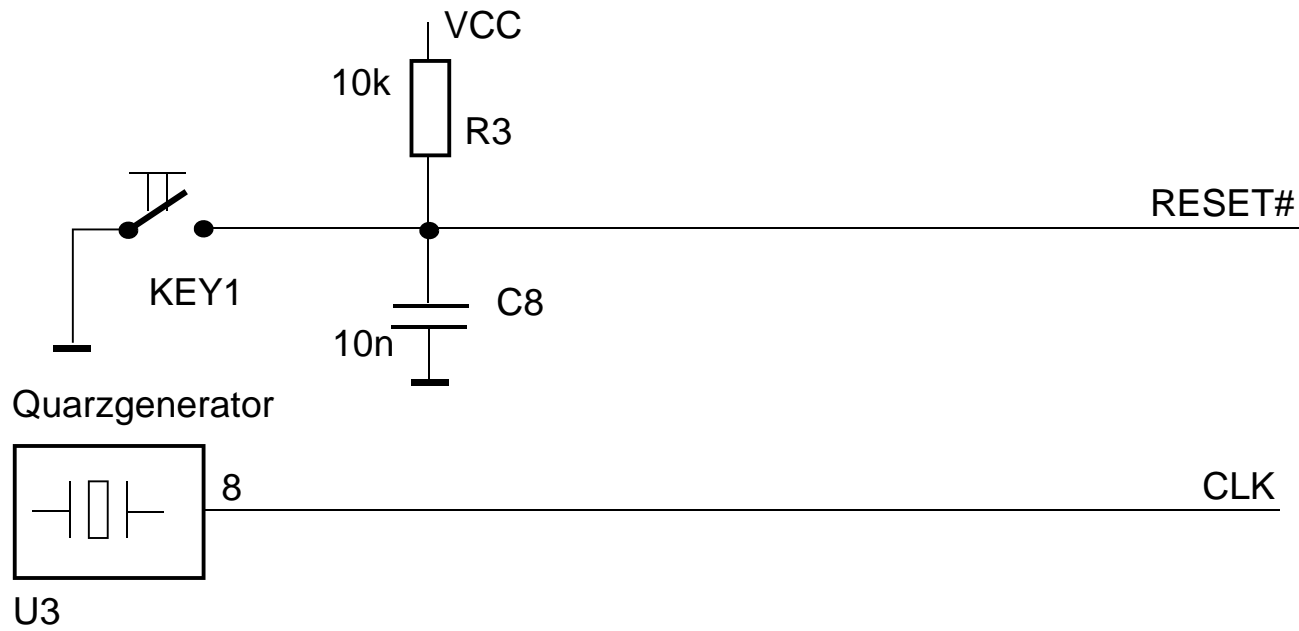 VCC
10k
R3
RESET#
KEY1
C8
10n
Quarzgenerator
8
CLK
U3